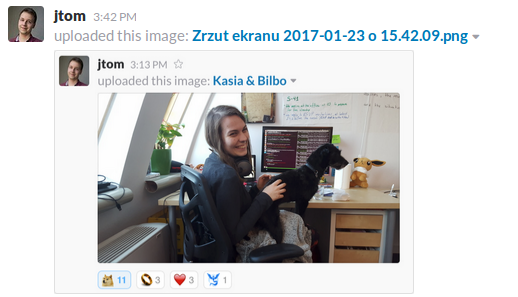 jtom 3:42 PM
uploaded this image: Zrzut ekranu 2017-01-23 o 15.42.09.png
jtom 3:13 PM
uploaded this image: Kasia & Bilbo
11 3 3 1